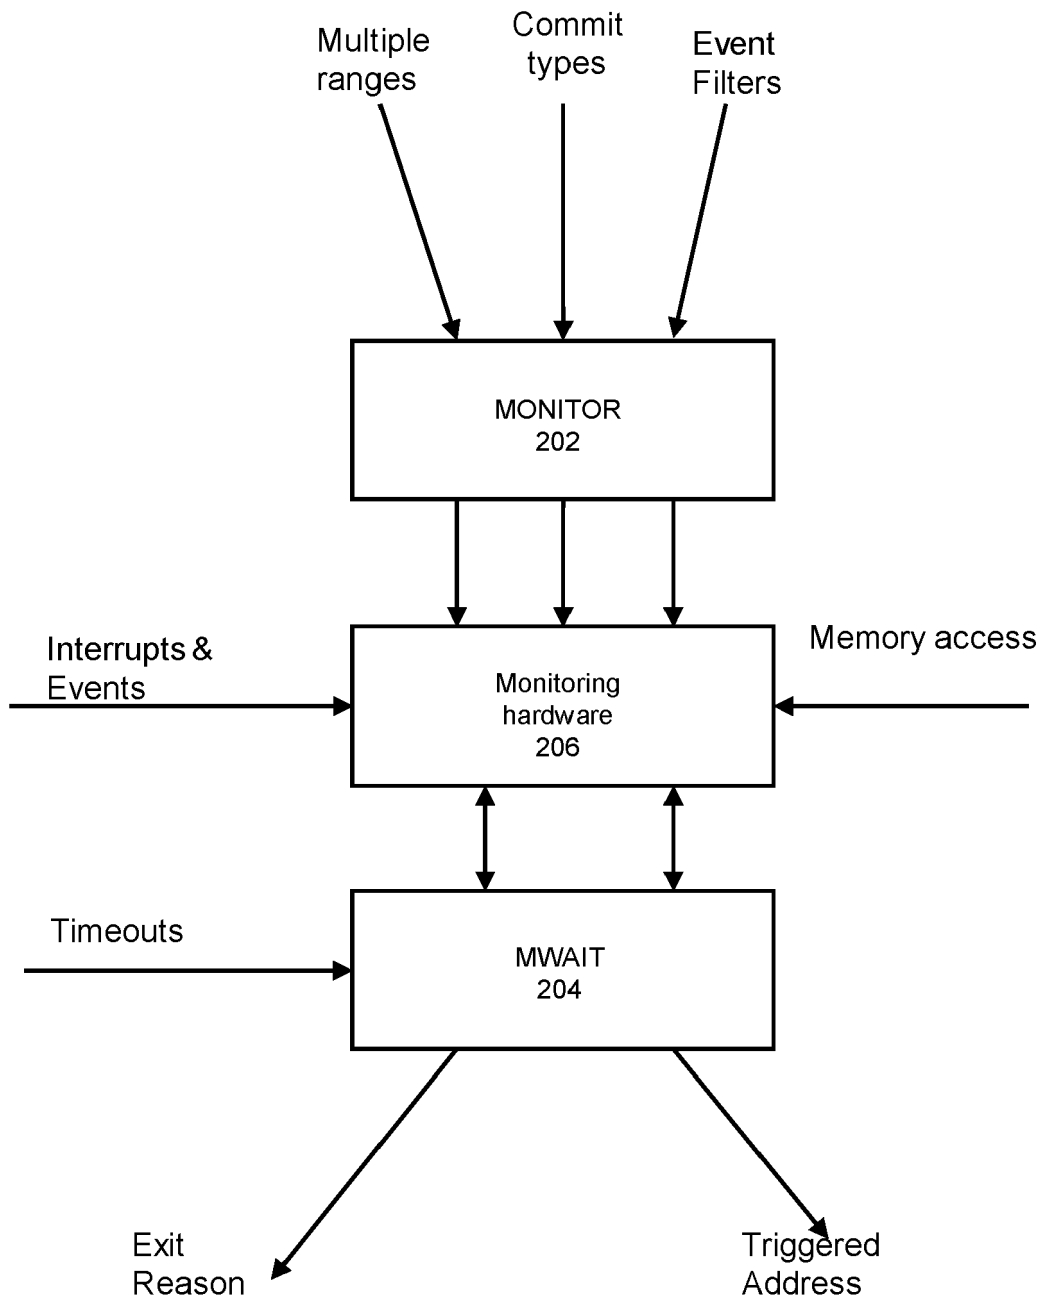 Multiple
ranges
Commit
types
Event
Filters
MONITOR
202
Interrupts &
Events
Memory access
Monitoring
hardware
206
Timeouts
MWAIT
204
Exit
Reason
Triggered
Address